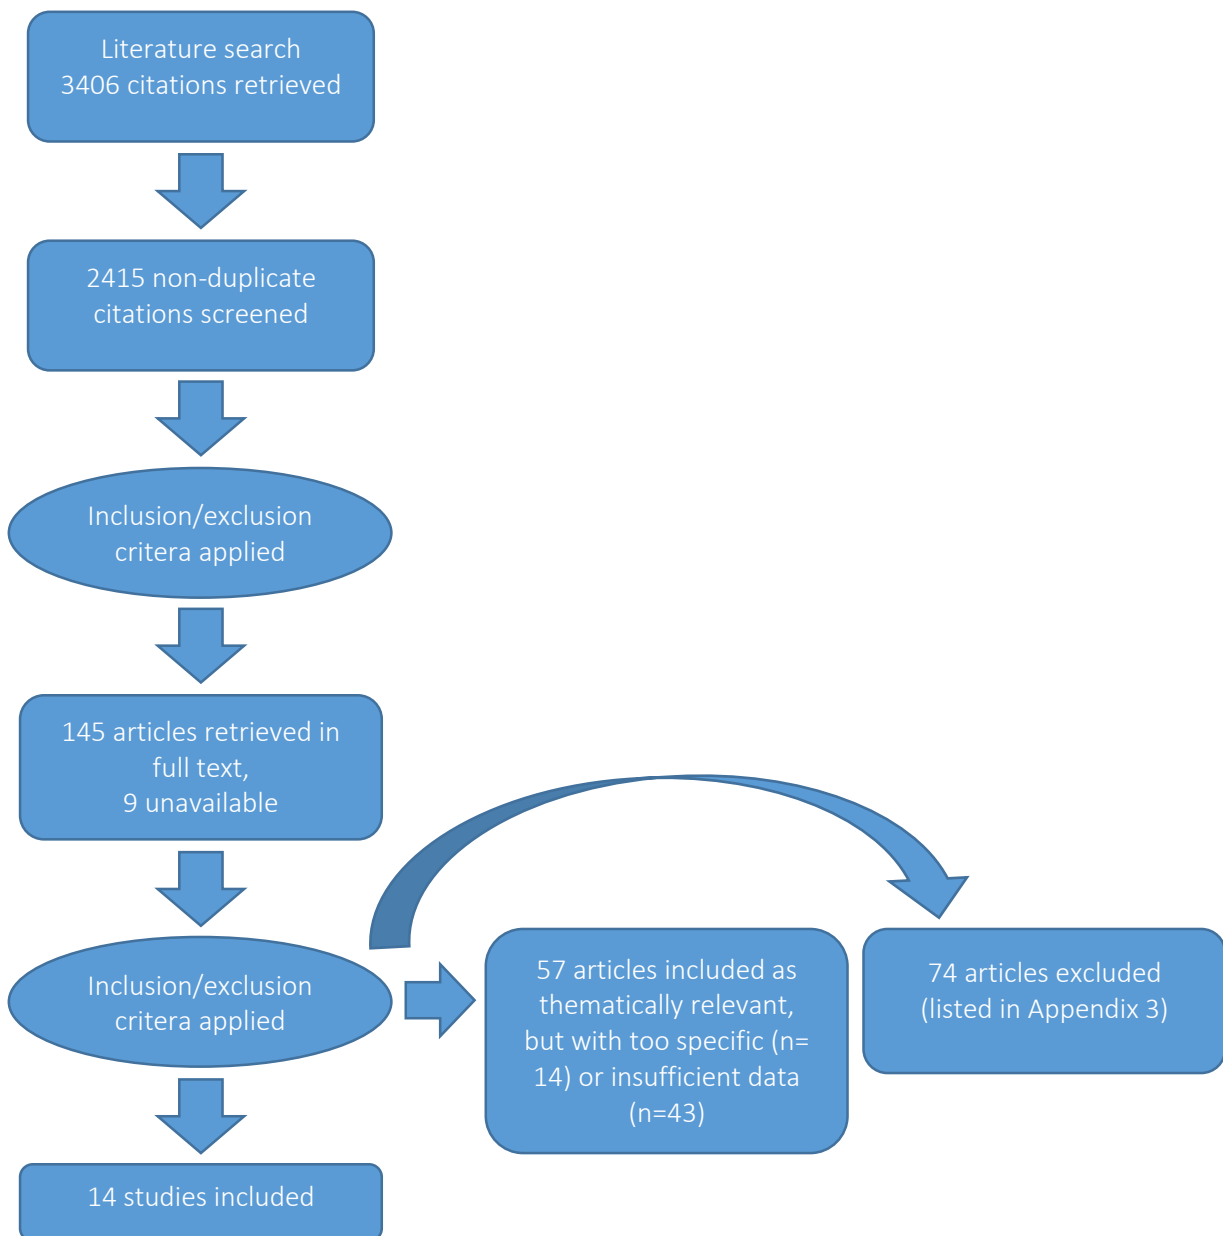 Literature search
3406 citations retrieved
2415 non-duplicate
citations screened
Inclusion/exclusion
critera applied
145 articles retrieved in
full text,
9 unavailable
Inclusion/exclusion
critera applied
57 articles included as
thematically relevant,
but with too specific (n=
14) or insufficient data
(n=43)
74 articles excluded
(listed in Appendix 3)
14 studies included